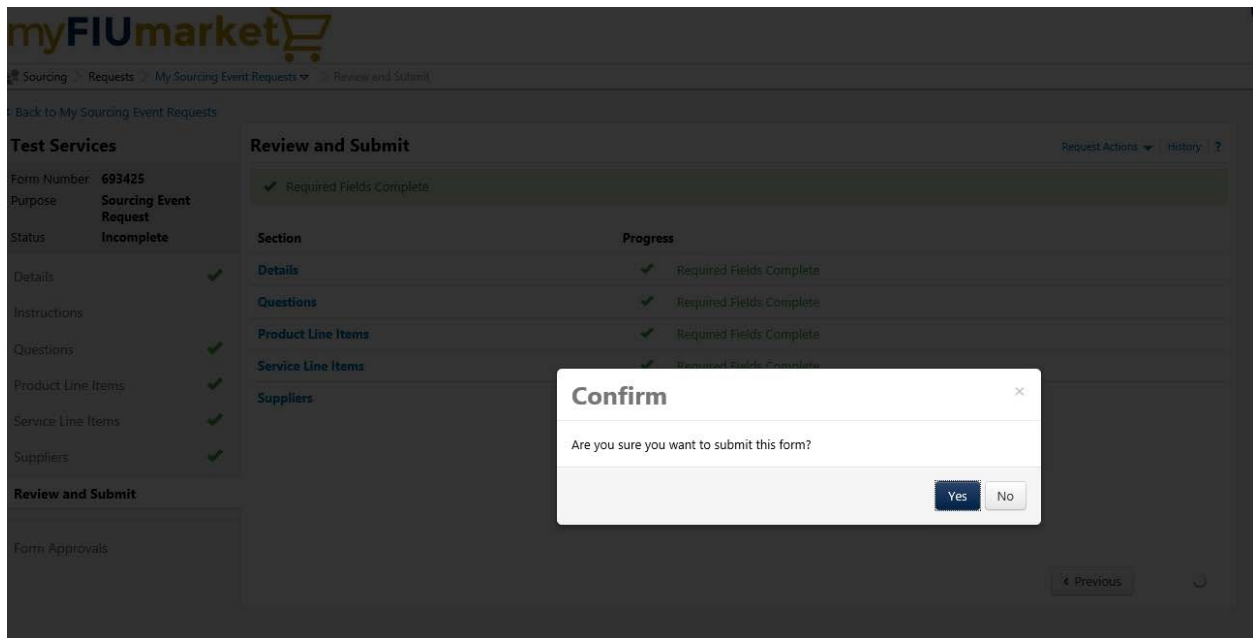 myFIUmarket
Sourcing > Requests > My Sourcing Event Requests > Review and Submit
Back to My Sourcing Event Requests
Test Services
Form Number 693425
Purpose Sourcing Event
Request
Status Incomplete
Details
Instructions
Questions
Product Line Items
Service Line Items
Suppliers
Review and Submit
Form Approvals
Review and Submit
Request Actions History ?
Required Fields Complete
Section Progress
Details Required Fields Complete
Questions Required Fields Complete
Product Line Items Required Fields Complete
Service Line Items Required Fields Complete
Suppliers
Confirm ×
Are you sure you want to submit this form?
Yes No
Previous